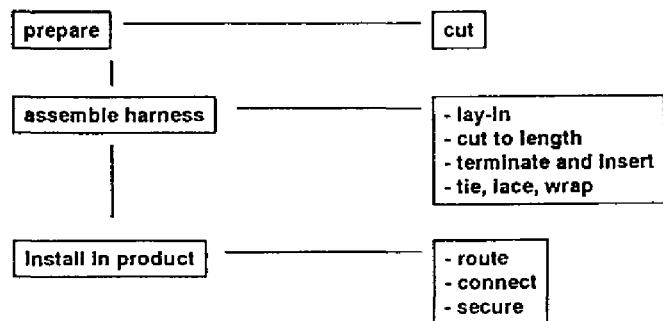 prepare
cut
assemble harness
- lay-in
- cut to length
- terminate and insert
- tie, lace, wrap
Install in product
- route
- connect
- secure